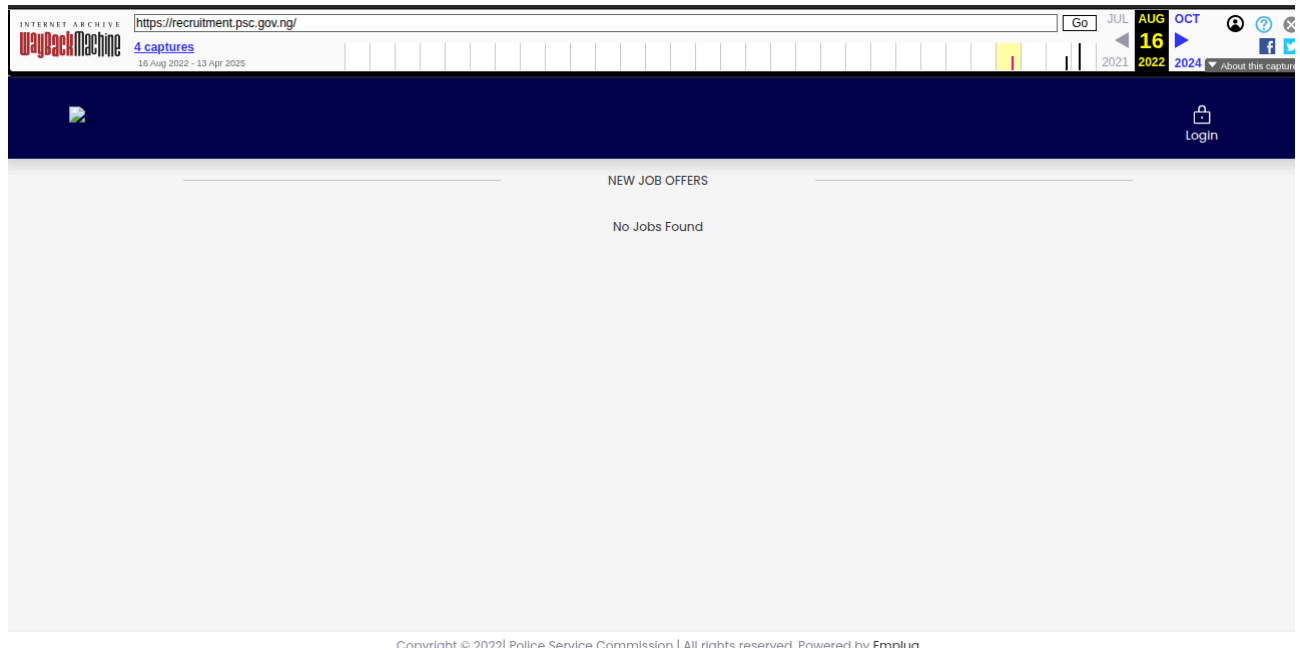 INTERNET ARCHIVE
WayBackMachine
https://recruitment.psc.gov.ng/
Go
JUL
AUG
OCT
4 captures
16
16 Aug 2022 - 13 Apr 2025
2021
2022
2024
About this capture
Login
NEW JOB OFFERS
No Jobs Found
Copyright © 2022| Police Service Commission | All rights reserved. Powered by Emplug